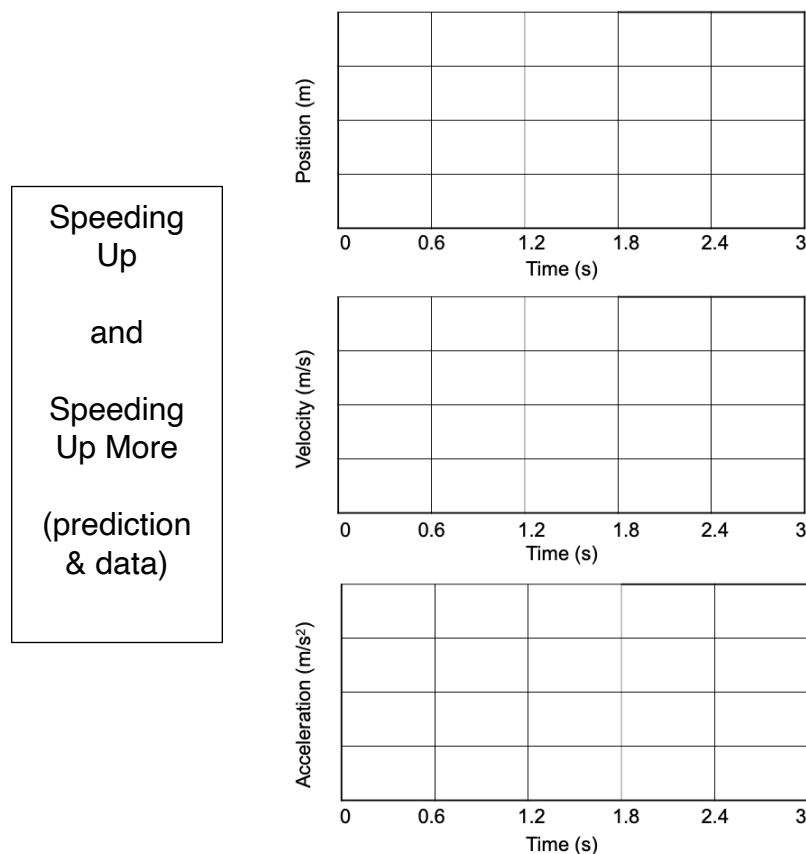 Speeding
Up
and
Speeding
Up More
(prediction
& data)
Position (m)
0 0.6 1.2 1.8 2.4 3
Time (s)
Velocity (m/s)
0 0.6 1.2 1.8 2.4 3
Time (s)
Acceleration (m/s²)
0 0.6 1.2 1.8 2.4 3
Time (s)